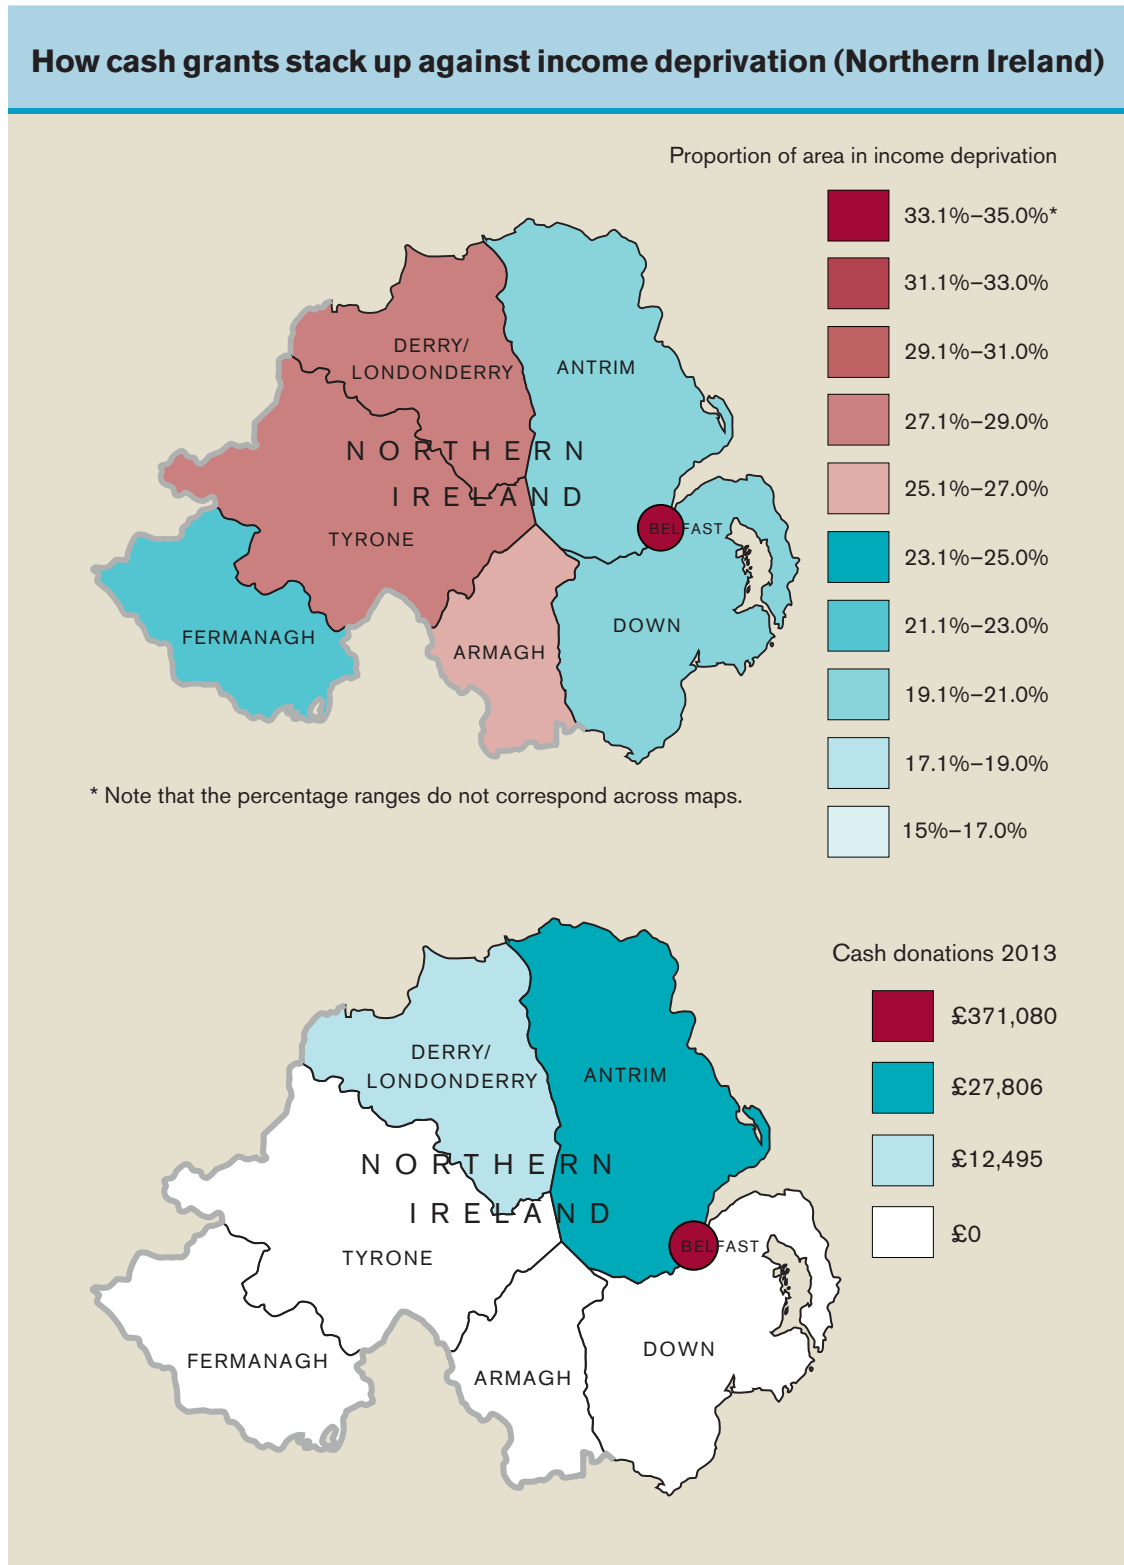 How cash grants stack up against income deprivation (Northern Ireland)
Proportion of area in income deprivation
33.1%–35.0%*
31.1%–33.0%
29.1%–31.0%
27.1%–29.0%
25.1%–27.0%
23.1%–25.0%
21.1%–23.0%
19.1%–21.0%
17.1%–19.0%
15%–17.0%
DERRY/
LONDONDERRY
ANTRIM
NORTHERN
IRELAND
BELFAST
TYRONE
FERMANAGH
ARMAGH
DOWN
* Note that the percentage ranges do not correspond across maps.
Cash donations 2013
£371,080
£27,806
£12,495
£0
DERRY/
LONDONDERRY
ANTRIM
NORTHERN
IRELAND
BELFAST
TYRONE
FERMANAGH
ARMAGH
DOWN